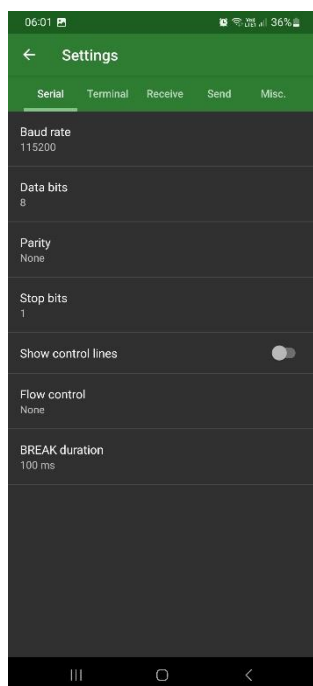 06:01 36%
Settings
Serial Terminal Receive Send Misc.
Baud rate
115200
Data bits
8
Parity
None
Stop bits
1
Show control lines
Flow control
None
BREAK duration
100 ms